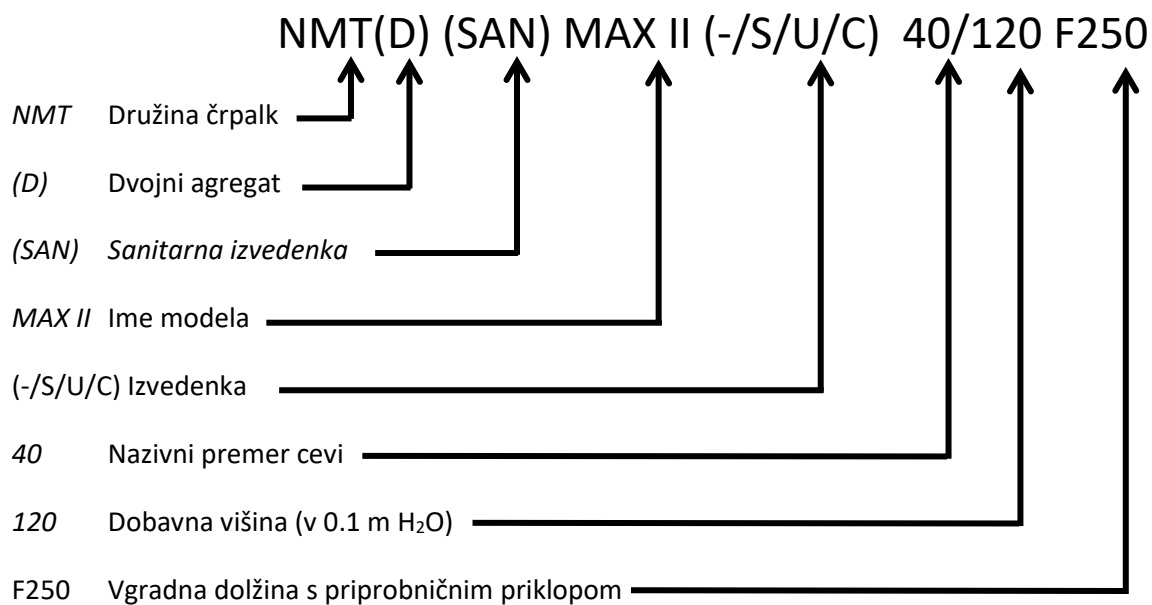 NMT(D) (SAN) MAX II (-/S/U/C) 40/120 F250
NMT Družina črpalk
(D) Dvojni agregat
(SAN) Sanitarna izvedenka
MAX II Ime modela
(-/S/U/C) Izvedenka
40 Nazivni premer cevi
120 Dobavna višina (v 0.1 m H₂O)
F250 Vgradna dolžina s priprobničnim priklopom